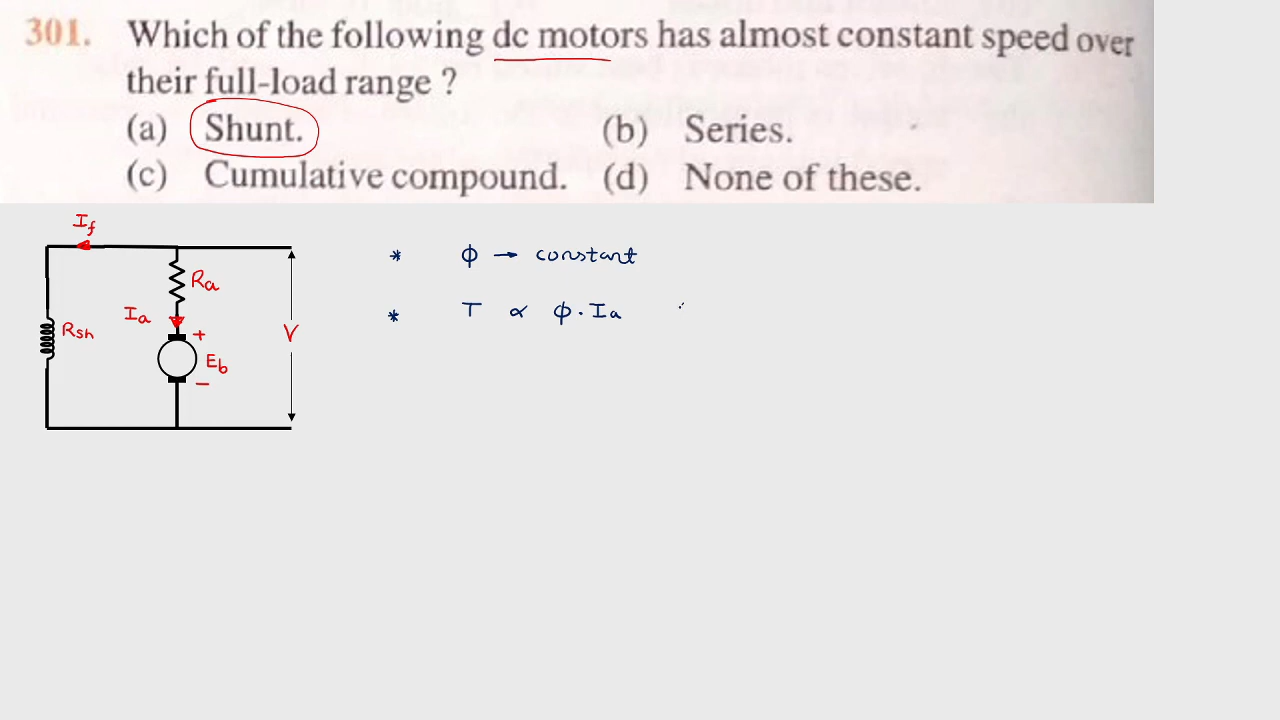 301. Which of the following dc motors has almost constant speed over
their full-load range ?
(a) Shunt. (b) Series.
(c) Cumulative compound. (d) None of these.
If
Ra
Ia
Rsh
+
Eb
−
V
* ϕ → constant
* T ∝ ϕ . Ia